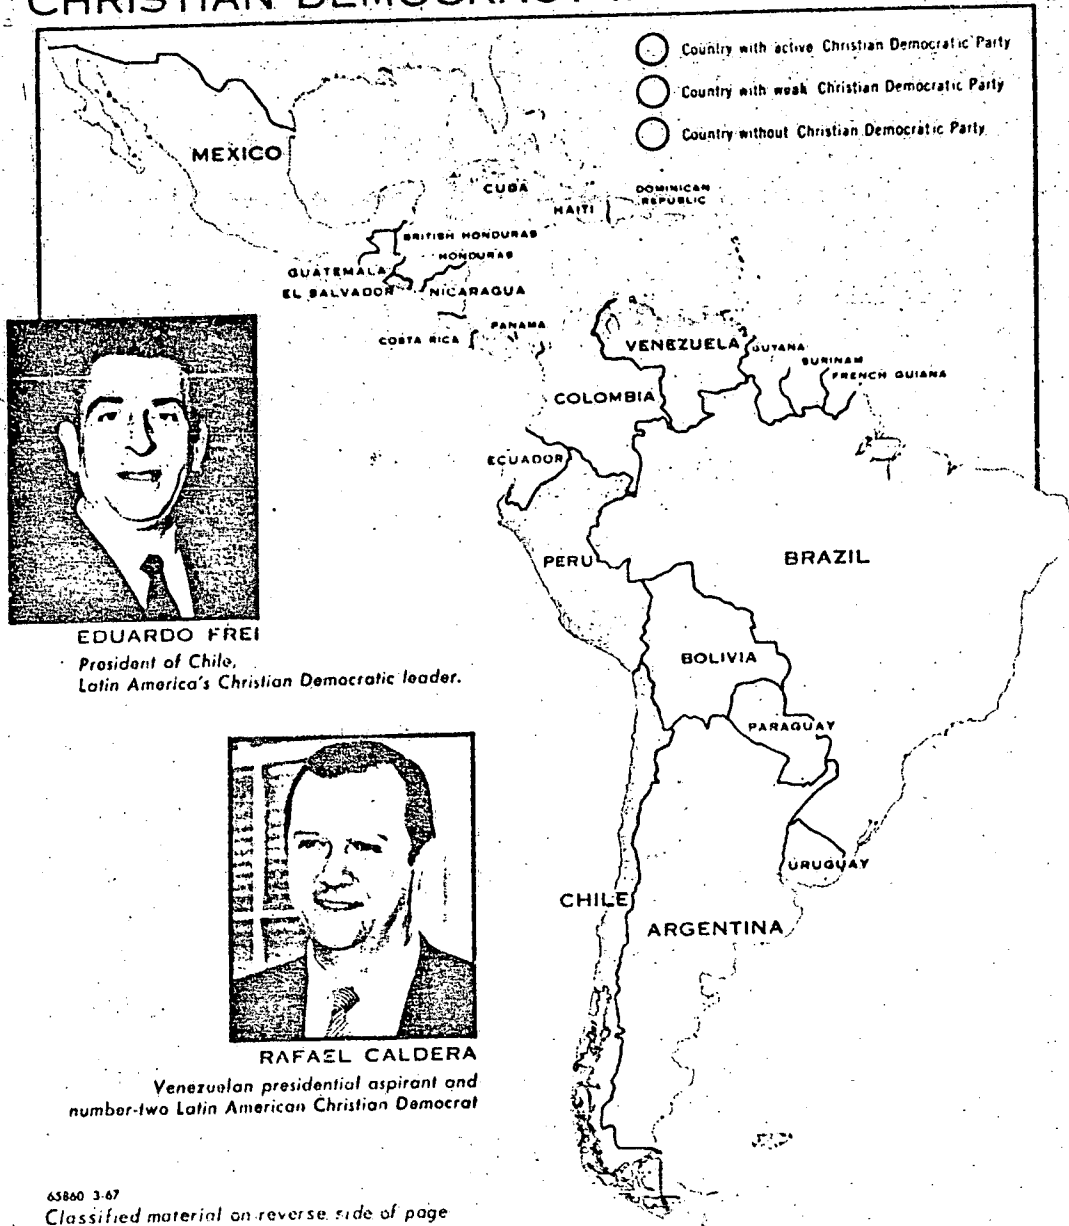 CHRISTIAN DEMOCRACY
Country with active Christian Democratic Party
Country with weak Christian Democratic Party
Country without Christian Democratic Party
MEXICO
CUBA
HAITI
DOMINICAN
REPUBLIC
BRITISH HONDURAS
HONDURAS
GUATEMALA
EL SALVADOR
NICARAGUA
COSTA RICA
PANAMA
VENEZUELA
GUYANA
SURINAM
FRENCH GUIANA
COLOMBIA
ECUADOR
PERU
BRAZIL
BOLIVIA
PARAGUAY
URUGUAY
CHILE
ARGENTINA
EDUARDO FREI
President of Chile,
Latin America's Christian Democratic leader.
RAFAEL CALDERA
Venezuelan presidential aspirant and
number-two Latin American Christian Democrat
65860 3-67
Classified material on reverse side of page